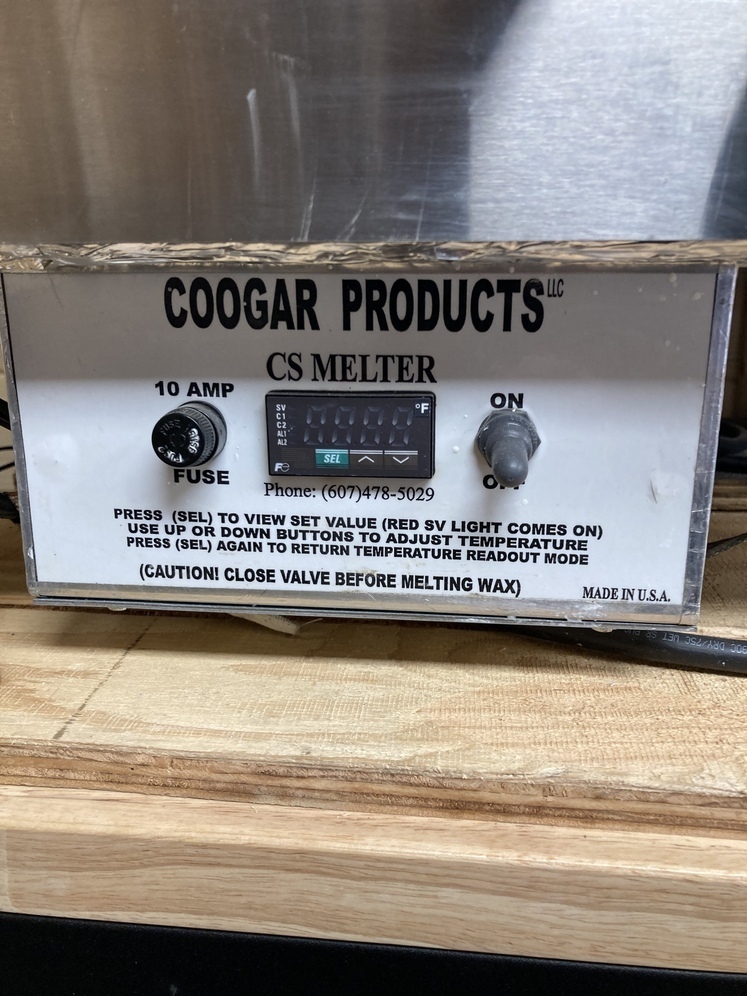 COOGAR PRODUCTS LLC
CS MELTER
10 AMP
FUSE
SV
C1
C2
AL1
AL2
°F
SEL
Fe
ON
OFF
Phone: (607)478-5029
PRESS (SEL) TO VIEW SET VALUE (RED SV LIGHT COMES ON)
USE UP OR DOWN BUTTONS TO ADJUST TEMPERATURE
PRESS (SEL) AGAIN TO RETURN TEMPERATURE READOUT MODE
(CAUTION! CLOSE VALVE BEFORE MELTING WAX)
MADE IN U.S.A.